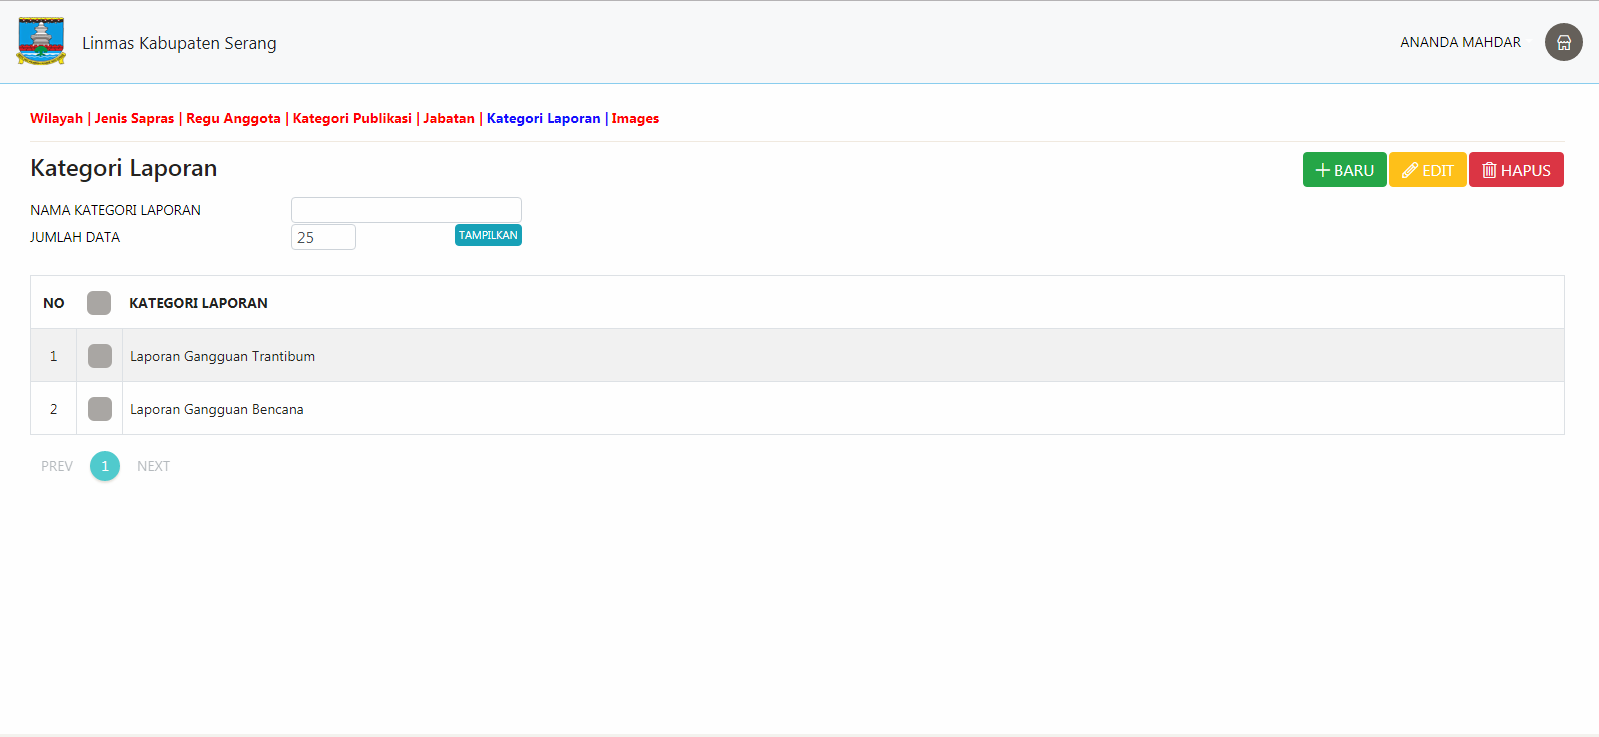 Linmas Kabupaten Serang
ANANDA MAHDAR
Wilayah | Jenis Sapras | Regu Anggota | Kategori Publikasi | Jabatan | Kategori Laporan | Images
Kategori Laporan
BARU
EDIT
HAPUS
NAMA KATEGORI LAPORAN
JUMLAH DATA
25
TAMPILKAN
NO KATEGORI LAPORAN
1 Laporan Gangguan Trantibum
2 Laporan Gangguan Bencana
PREV 1 NEXT